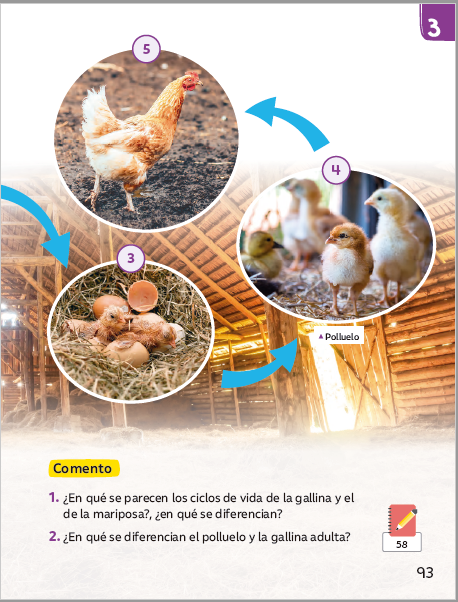 3
5
4
3
▲Polluelo
Comento
1. ¿En qué se parecen los ciclos de vida de la gallina y el
de la mariposa?, ¿en qué se diferencian?
2. ¿En qué se diferencian el polluelo y la gallina adulta?
58
93